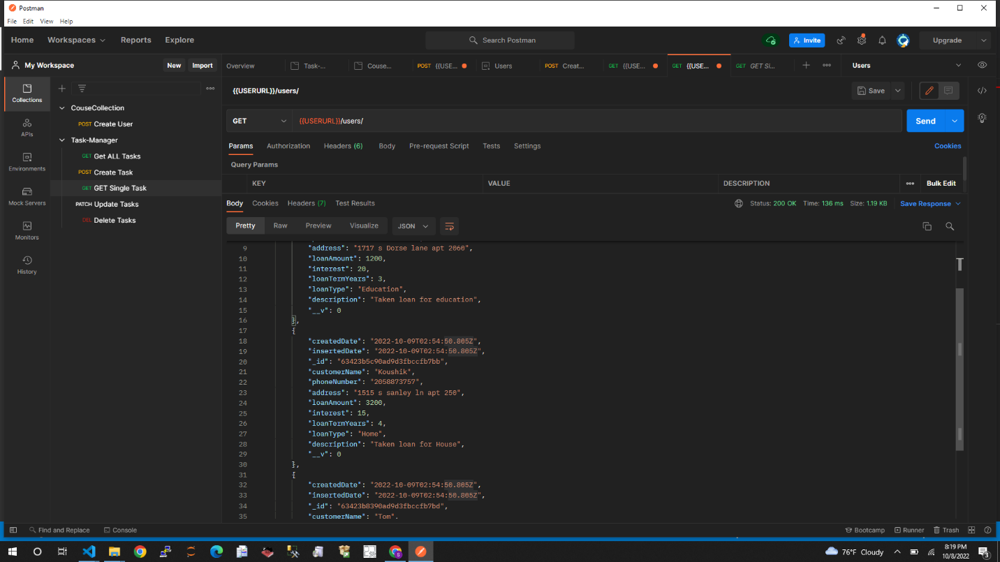 Postman
File Edit View Help
Home Workspaces Reports Explore Search Postman Invite Upgrade
My Workspace New Import Overview Task-... Couse... POST {{USE... Users POST Creat... GET {{USE... GET {{USE... GET GET Si... Users
Collections
APIs
Environments
Mock Servers
Monitors
History
CouseCollection
POST Create User
Task-Manager
GET Get ALL Tasks
POST Create Task
GET GET Single Task
PATCH Update Tasks
DEL Delete Tasks
{{USERURL}}/users/ Save
GET {{USERURL}}/users/ Send
Params Authorization Headers (6) Body Pre-request Script Tests Settings Cookies
Query Params
KEY VALUE DESCRIPTION Bulk Edit
Body Cookies Headers (7) Test Results Status: 200 OK Time: 136 ms Size: 1.19 KB Save Response
Pretty Raw Preview Visualize JSON
9 "address": "1717 s Dorse lane apt 2060",
10 "loanAmount": 1200,
11 "interest": 20,
12 "loanTermYears": 3,
13 "loanType": "Education",
14 "description": "Taken loan for education",
15 "__v": 0
16 },
17 {
18 "createdDate": "2022-10-09T02:54:50.805Z",
19 "insertedDate": "2022-10-09T02:54:50.805Z",
20 "_id": "63423b5c90ad9d3fbccfb7bb",
21 "customerName": "Koushik",
22 "phoneNumber": "2058873757",
23 "address": "1515 s sanley ln apt 250",
24 "loanAmount": 3200,
25 "interest": 15,
26 "loanTermYears": 4,
27 "loanType": "Home",
28 "description": "Taken loan for House",
29 "__v": 0
30 },
31 {
32 "createdDate": "2022-10-09T02:54:50.805Z",
33 "insertedDate": "2022-10-09T02:54:50.805Z",
34 "_id": "63423b8390ad9d3fbccfb7bd",
35 "customerName": "Tom",
Find and Replace Console Bootcamp Runner Trash
76°F Cloudy 8:19 PM
10/8/2022 3